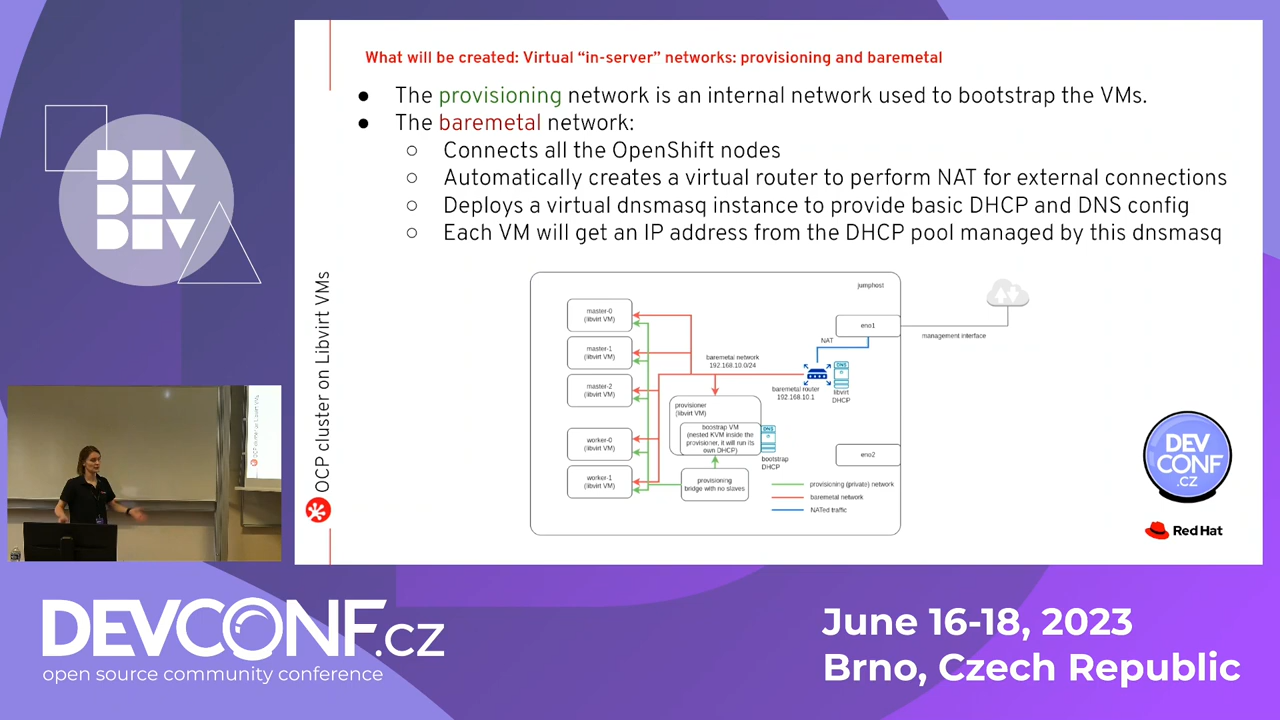 What will be created: Virtual “in-server” networks: provisioning and baremetal
● The provisioning network is an internal network used to bootstrap the VMs.
● The baremetal network:
○ Connects all the OpenShift nodes
○ Automatically creates a virtual router to perform NAT for external connections
○ Deploys a virtual dnsmasq instance to provide basic DHCP and DNS config
○ Each VM will get an IP address from the DHCP pool managed by this dnsmasq
OCP cluster on Libvirt VMs
jumphost
master-0
(libvirt VM)
master-1
(libvirt VM)
master-2
(libvirt VM)
worker-0
(libvirt VM)
worker-1
(libvirt VM)
baremetal network
192.168.10.0/24
NAT
eno1
management interface
baremetal router
192.168.10.1
DNS
libvirt
DHCP
provisioner
(libvirt VM)
boostrap VM
(nested KVM inside the
provisioner, it will run its
own DHCP)
DNS
bootstrap
DHCP
eno2
provisioning
bridge with no slaves
provisioning (private) network
baremetal network
NATed traffic
DEV
CONF
.CZ
Red Hat
DEV
DEV
DEV
DEVCONF.cz
open source community conference
June 16-18, 2023
Brno, Czech Republic